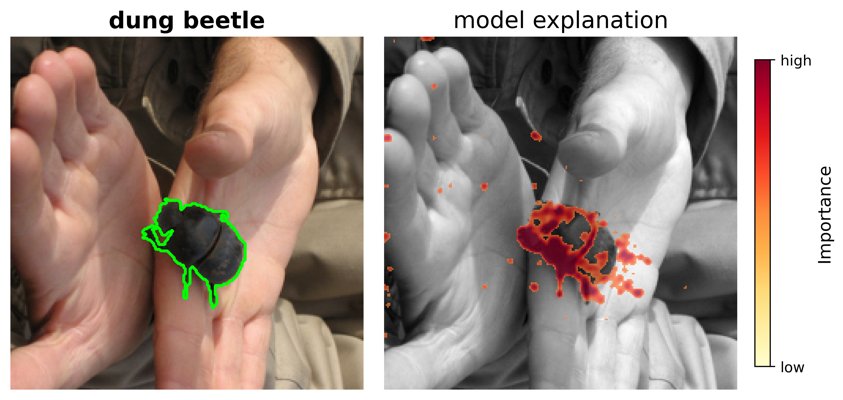 dung beetle
model explanation
high
Importance
low